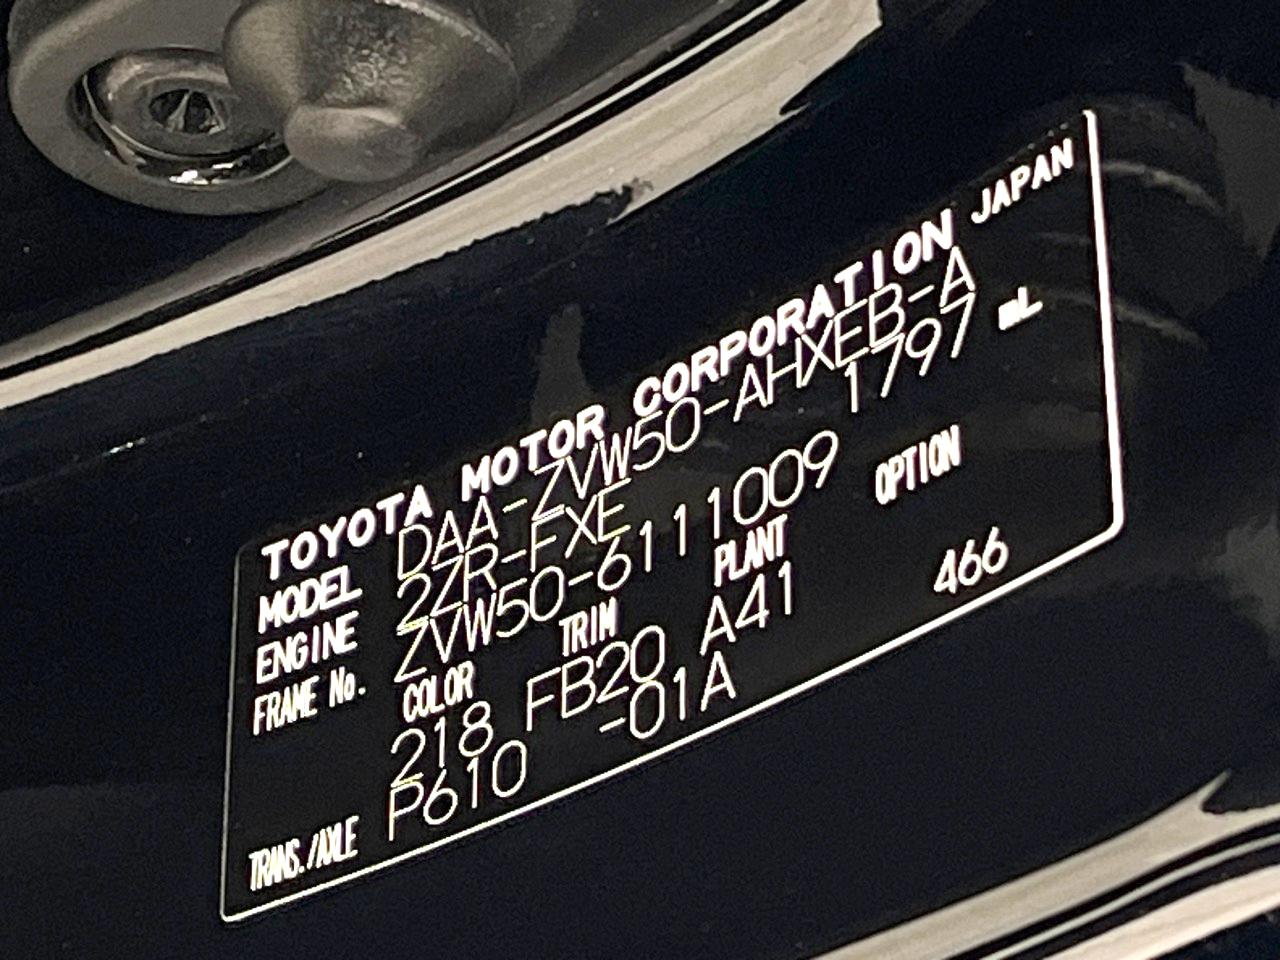 TOYOTA MOTOR CORPORATION JAPAN
MODEL DAA-ZVW50-AHXEB-A
ENGINE 2ZR-FXE 1797 mL
FRAME No. ZVW50-6111009
COLOR TRIM PLANT OPTION
218 FB20 A41 466
TRANS./AXLE P610 -01A